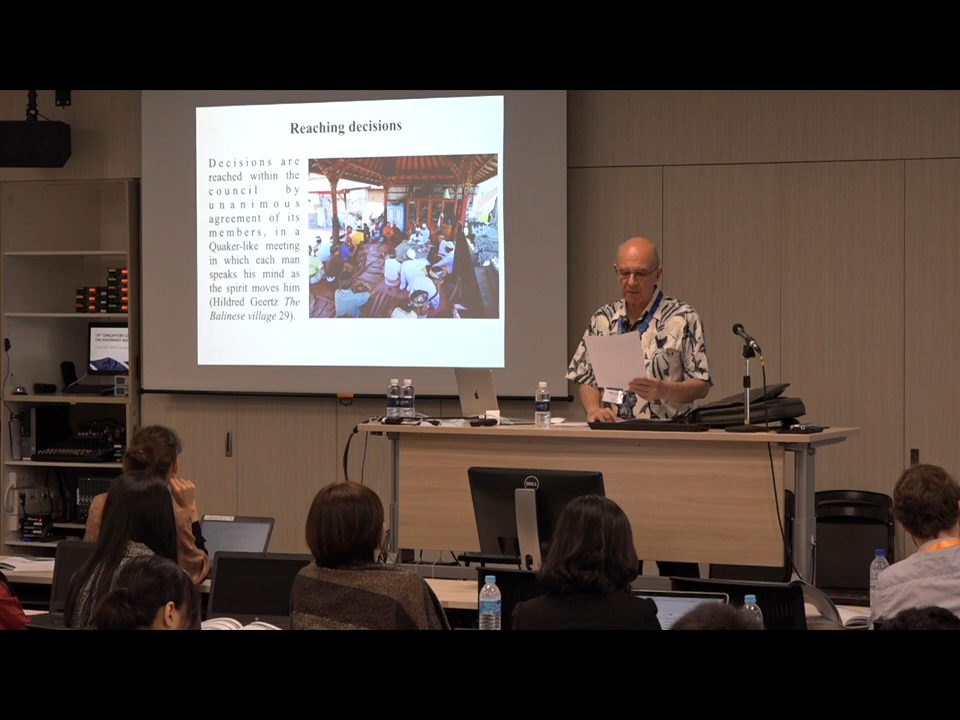 Reaching decisions
Decisions are
reached within the
council by
unanimous
agreement of its
members, in a
Quaker-like meeting
in which each man
speaks his mind as
the spirit moves him
(Hildred Geertz The
Balinese village 29).
DELL